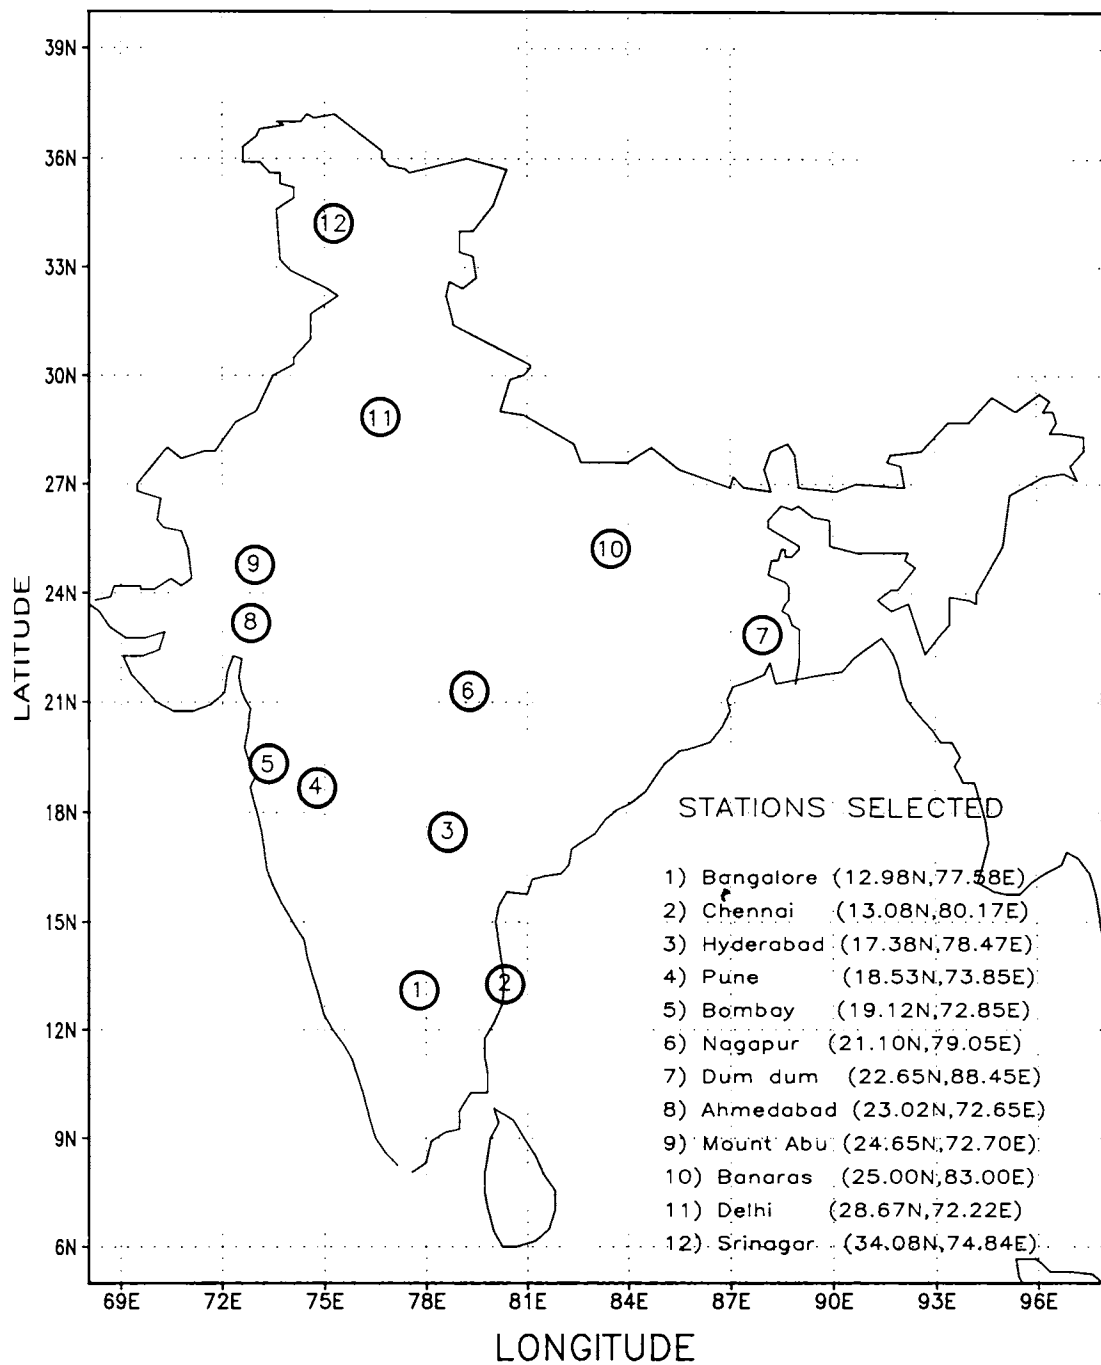 39N
36N
12
33N
30N
11
27N
10
9
24N
8
7
6
21N
5
4
STATIONS SELECTED
18N
3
1) Bangalore (12.98N,77.58E)
2) Chennai (13.08N,80.17E)
15N
3) Hyderabad (17.38N,78.47E)
4) Pune (18.53N,73.85E)
1
2
5) Bombay (19.12N,72.85E)
12N
6) Nagapur (21.10N,79.05E)
7) Dum dum (22.65N,88.45E)
8) Ahmedabad (23.02N,72.65E)
9N
9) Mount Abu (24.65N,72.70E)
10) Banaras (25.00N,83.00E)
11) Delhi (28.67N,72.22E)
6N
12) Srinagar (34.08N,74.84E)
69E 72E 75E 78E 81E 84E 87E 90E 93E 96E
LONGITUDE
LATITUDE